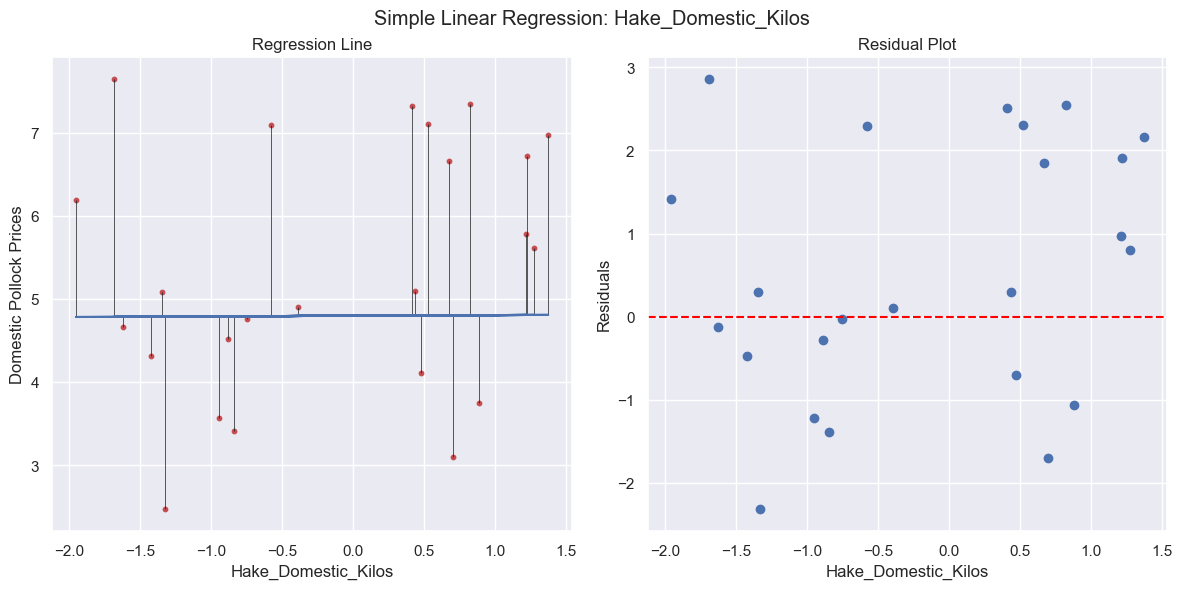 Simple Linear Regression: Hake_Domestic_Kilos
Regression Line
Domestic Pollock Prices
7
6
5
4
3
−2.0 −1.5 −1.0 −0.5 0.0 0.5 1.0 1.5
Hake_Domestic_Kilos
Residual Plot
Residuals
3
2
1
0
−1
−2
−2.0 −1.5 −1.0 −0.5 0.0 0.5 1.0 1.5
Hake_Domestic_Kilos